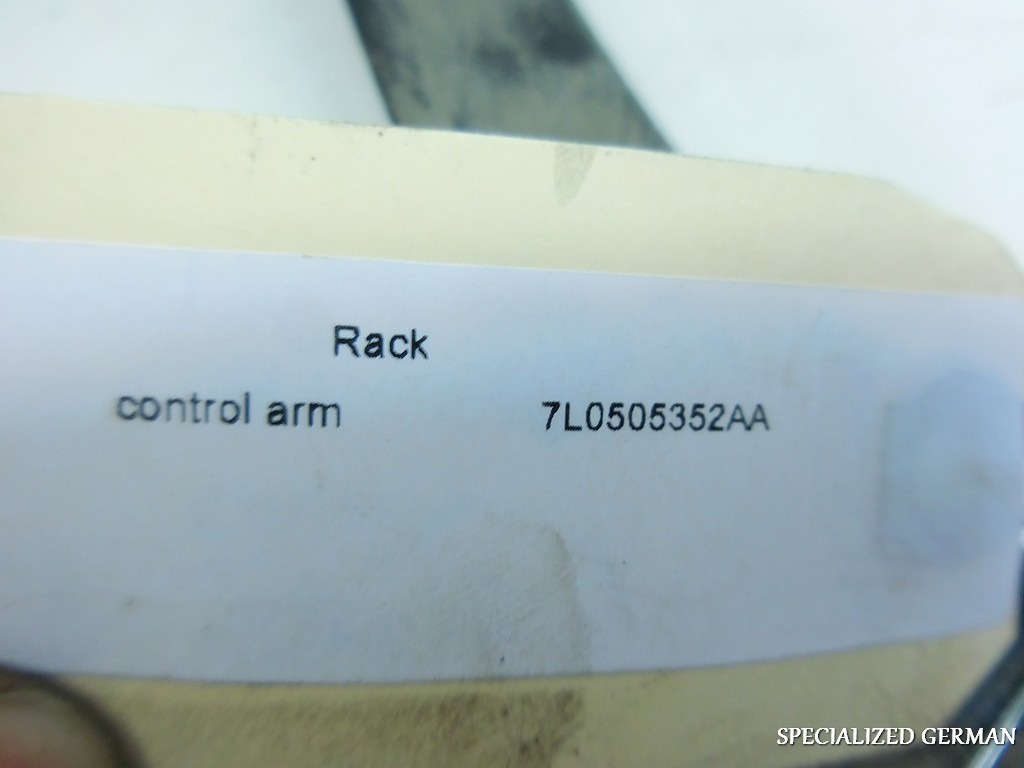 Rack
control arm 7L0505352AA
SPECIALIZED GERMAN